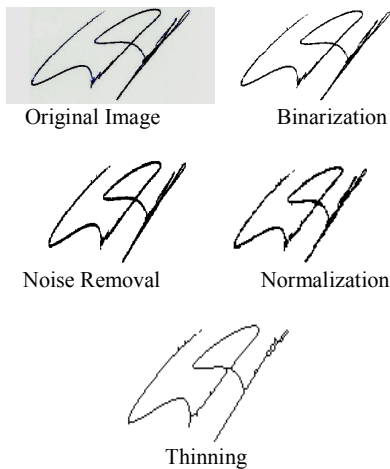 Original Image
Binarization
Noise Removal
Normalization
Thinning